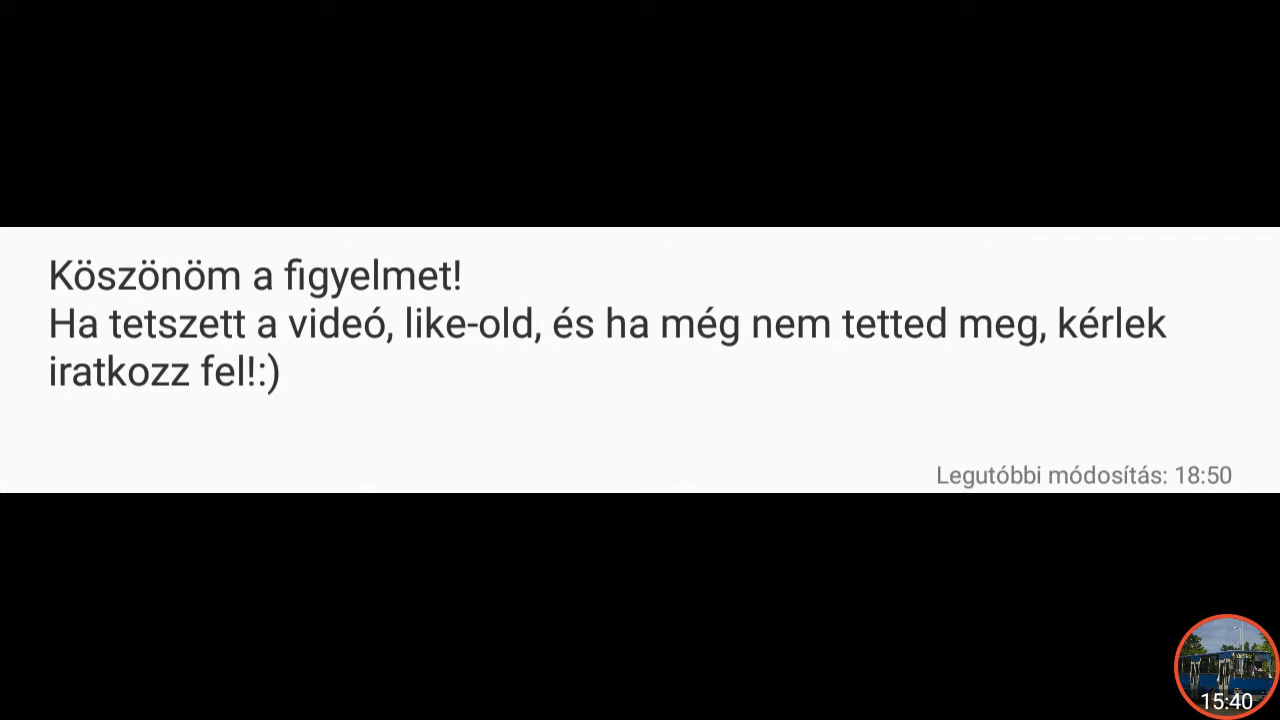 Köszönöm a figyelmet!
Ha tetszett a videó, like-old, és ha még nem tetted meg, kérlek
iratkozz fel!:)
Legutóbbi módosítás: 18:50
15:40